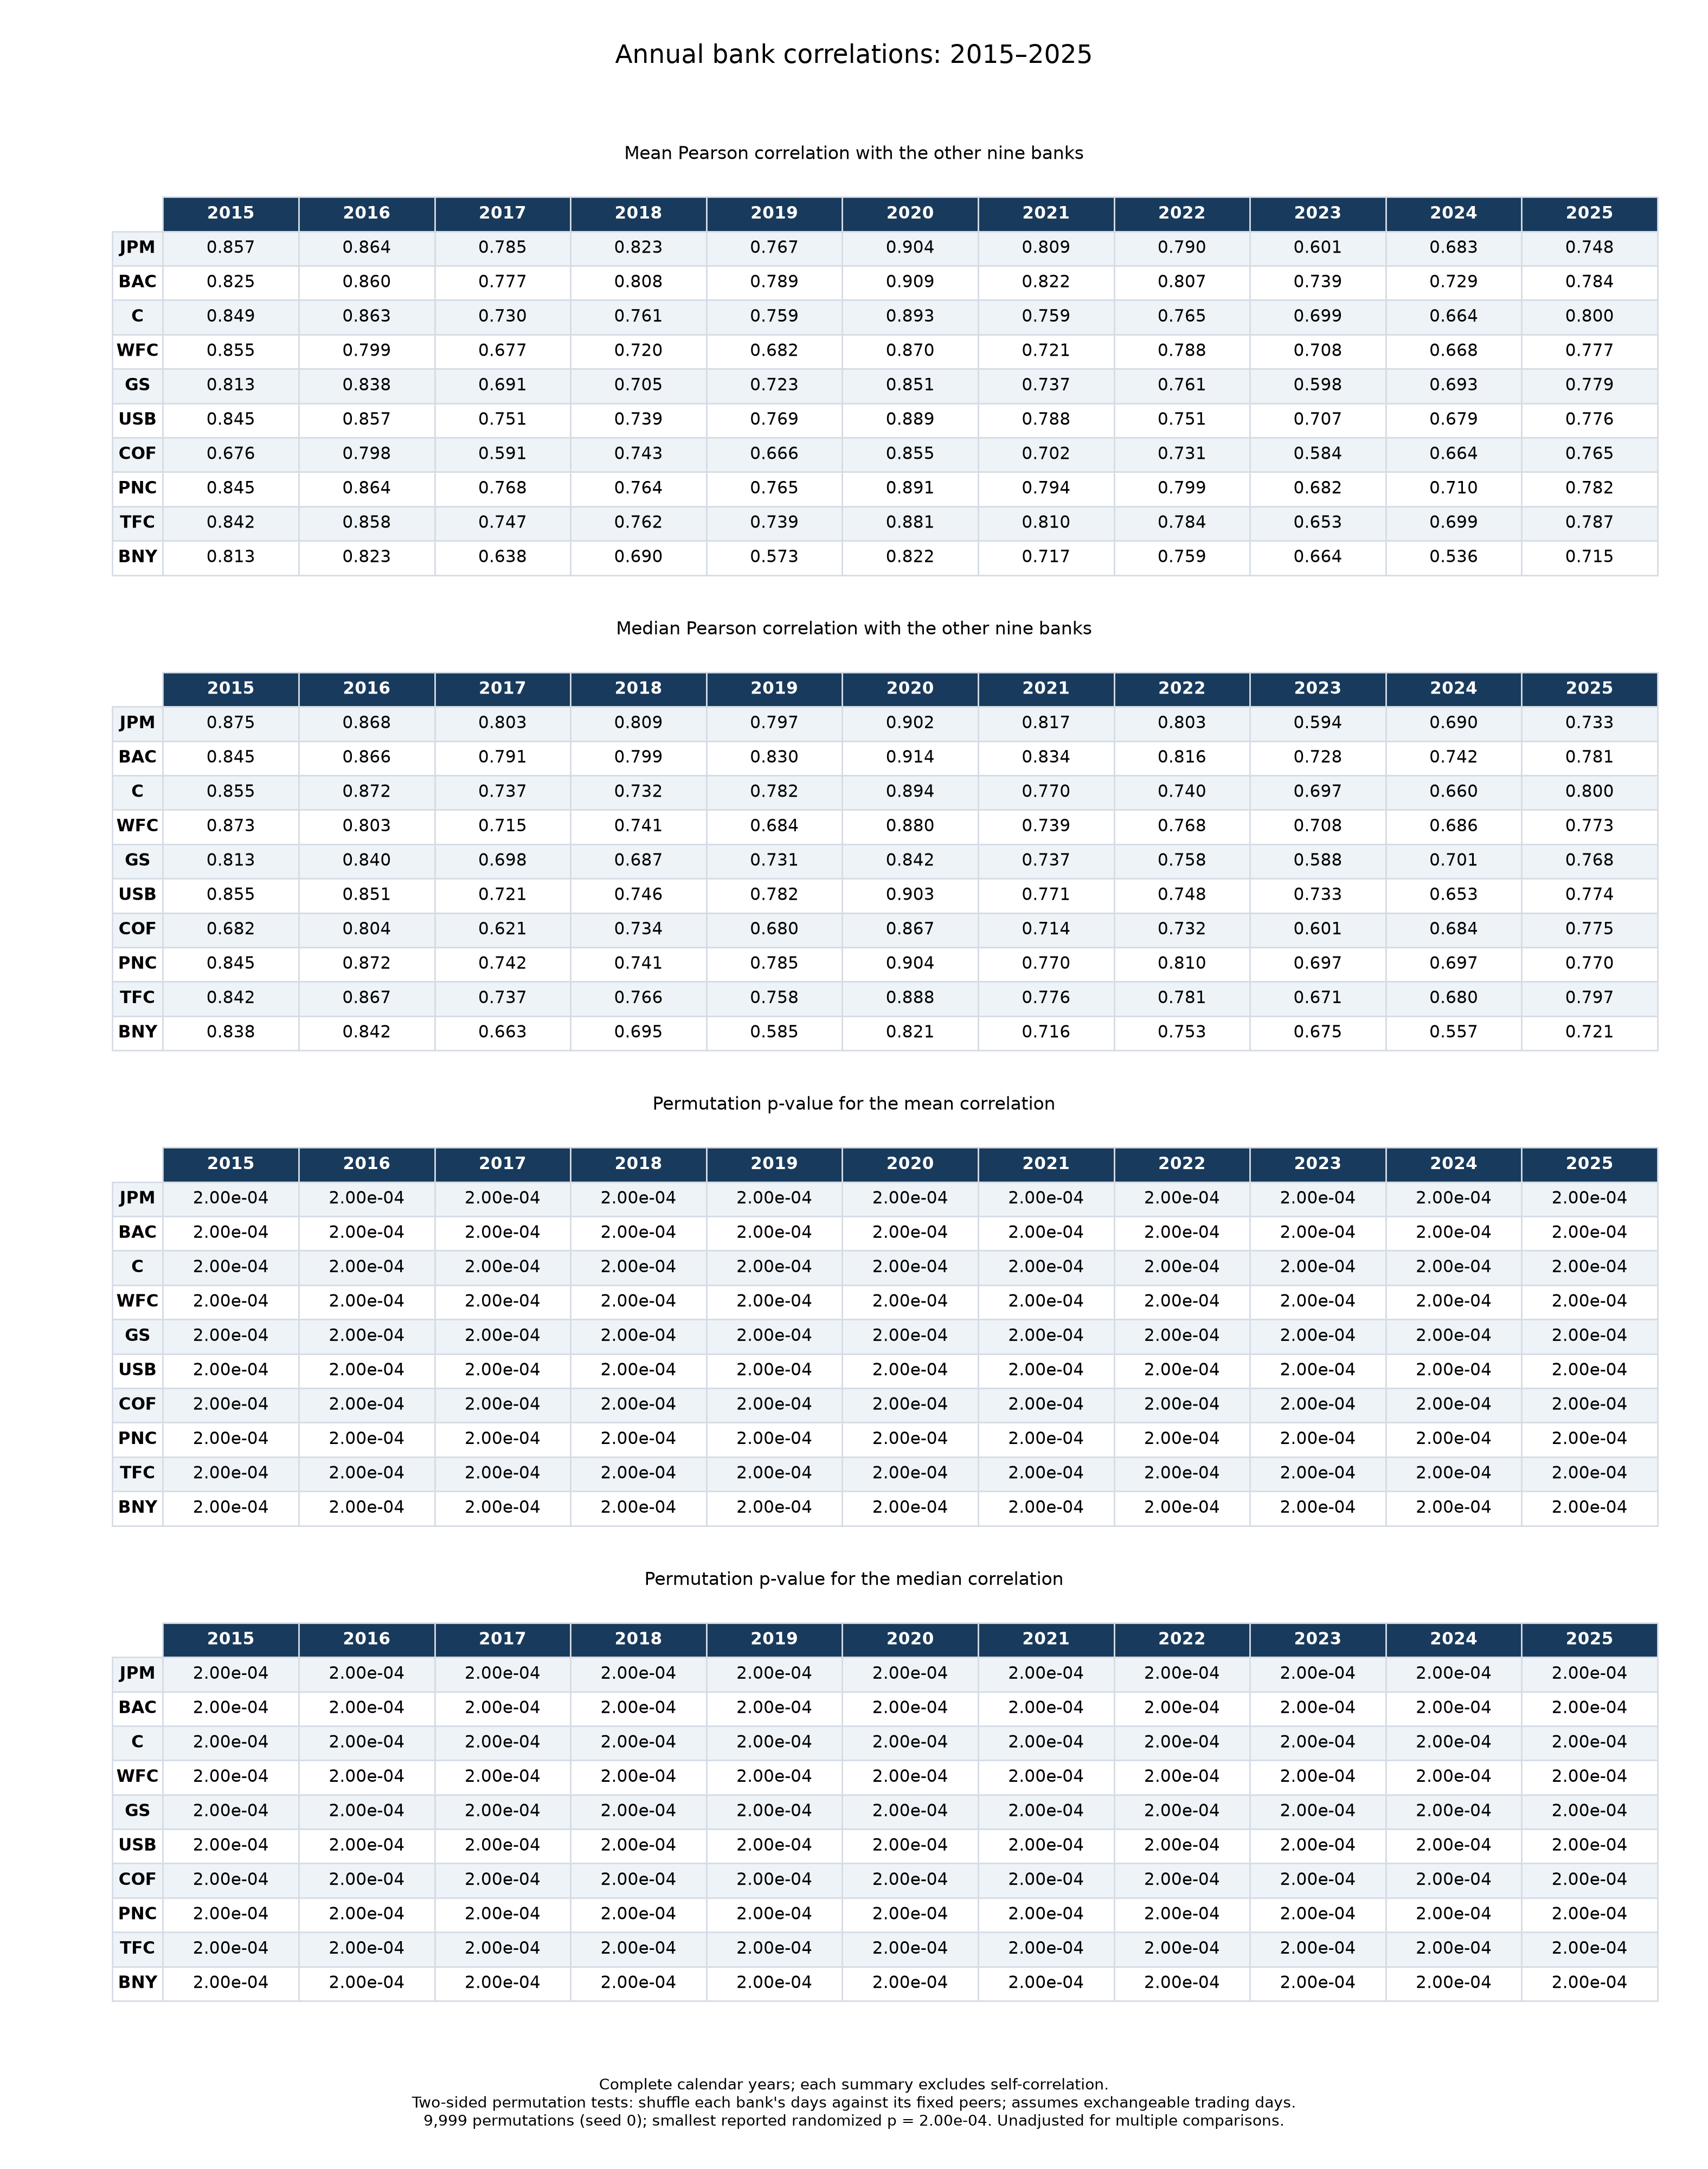 Annual bank correlations: 2015–2025
Mean Pearson correlation with the other nine banks
2015 2016 2017 2018 2019 2020 2021 2022 2023 2024 2025
JPM 0.857 0.864 0.785 0.823 0.767 0.904 0.809 0.790 0.601 0.683 0.748
BAC 0.825 0.860 0.777 0.808 0.789 0.909 0.822 0.807 0.739 0.729 0.784
C 0.849 0.863 0.730 0.761 0.759 0.893 0.759 0.765 0.699 0.664 0.800
WFC 0.855 0.799 0.677 0.720 0.682 0.870 0.721 0.788 0.708 0.668 0.777
GS 0.813 0.838 0.691 0.705 0.723 0.851 0.737 0.761 0.598 0.693 0.779
USB 0.845 0.857 0.751 0.739 0.769 0.889 0.788 0.751 0.707 0.679 0.776
COF 0.676 0.798 0.591 0.743 0.666 0.855 0.702 0.731 0.584 0.664 0.765
PNC 0.845 0.864 0.768 0.764 0.765 0.891 0.794 0.799 0.682 0.710 0.782
TFC 0.842 0.858 0.747 0.762 0.739 0.881 0.810 0.784 0.653 0.699 0.787
BNY 0.813 0.823 0.638 0.690 0.573 0.822 0.717 0.759 0.664 0.536 0.715
Median Pearson correlation with the other nine banks
2015 2016 2017 2018 2019 2020 2021 2022 2023 2024 2025
JPM 0.875 0.868 0.803 0.809 0.797 0.902 0.817 0.803 0.594 0.690 0.733
BAC 0.845 0.866 0.791 0.799 0.830 0.914 0.834 0.816 0.728 0.742 0.781
C 0.855 0.872 0.737 0.732 0.782 0.894 0.770 0.740 0.697 0.660 0.800
WFC 0.873 0.803 0.715 0.741 0.684 0.880 0.739 0.768 0.708 0.686 0.773
GS 0.813 0.840 0.698 0.687 0.731 0.842 0.737 0.758 0.588 0.701 0.768
USB 0.855 0.851 0.721 0.746 0.782 0.903 0.771 0.748 0.733 0.653 0.774
COF 0.682 0.804 0.621 0.734 0.680 0.867 0.714 0.732 0.601 0.684 0.775
PNC 0.845 0.872 0.742 0.741 0.785 0.904 0.770 0.810 0.697 0.697 0.770
TFC 0.842 0.867 0.737 0.766 0.758 0.888 0.776 0.781 0.671 0.680 0.797
BNY 0.838 0.842 0.663 0.695 0.585 0.821 0.716 0.753 0.675 0.557 0.721
Permutation p-value for the mean correlation
2015 2016 2017 2018 2019 2020 2021 2022 2023 2024 2025
JPM 2.00e-04 2.00e-04 2.00e-04 2.00e-04 2.00e-04 2.00e-04 2.00e-04 2.00e-04 2.00e-04 2.00e-04 2.00e-04
BAC 2.00e-04 2.00e-04 2.00e-04 2.00e-04 2.00e-04 2.00e-04 2.00e-04 2.00e-04 2.00e-04 2.00e-04 2.00e-04
C 2.00e-04 2.00e-04 2.00e-04 2.00e-04 2.00e-04 2.00e-04 2.00e-04 2.00e-04 2.00e-04 2.00e-04 2.00e-04
WFC 2.00e-04 2.00e-04 2.00e-04 2.00e-04 2.00e-04 2.00e-04 2.00e-04 2.00e-04 2.00e-04 2.00e-04 2.00e-04
GS 2.00e-04 2.00e-04 2.00e-04 2.00e-04 2.00e-04 2.00e-04 2.00e-04 2.00e-04 2.00e-04 2.00e-04 2.00e-04
USB 2.00e-04 2.00e-04 2.00e-04 2.00e-04 2.00e-04 2.00e-04 2.00e-04 2.00e-04 2.00e-04 2.00e-04 2.00e-04
COF 2.00e-04 2.00e-04 2.00e-04 2.00e-04 2.00e-04 2.00e-04 2.00e-04 2.00e-04 2.00e-04 2.00e-04 2.00e-04
PNC 2.00e-04 2.00e-04 2.00e-04 2.00e-04 2.00e-04 2.00e-04 2.00e-04 2.00e-04 2.00e-04 2.00e-04 2.00e-04
TFC 2.00e-04 2.00e-04 2.00e-04 2.00e-04 2.00e-04 2.00e-04 2.00e-04 2.00e-04 2.00e-04 2.00e-04 2.00e-04
BNY 2.00e-04 2.00e-04 2.00e-04 2.00e-04 2.00e-04 2.00e-04 2.00e-04 2.00e-04 2.00e-04 2.00e-04 2.00e-04
Permutation p-value for the median correlation
2015 2016 2017 2018 2019 2020 2021 2022 2023 2024 2025
JPM 2.00e-04 2.00e-04 2.00e-04 2.00e-04 2.00e-04 2.00e-04 2.00e-04 2.00e-04 2.00e-04 2.00e-04 2.00e-04
BAC 2.00e-04 2.00e-04 2.00e-04 2.00e-04 2.00e-04 2.00e-04 2.00e-04 2.00e-04 2.00e-04 2.00e-04 2.00e-04
C 2.00e-04 2.00e-04 2.00e-04 2.00e-04 2.00e-04 2.00e-04 2.00e-04 2.00e-04 2.00e-04 2.00e-04 2.00e-04
WFC 2.00e-04 2.00e-04 2.00e-04 2.00e-04 2.00e-04 2.00e-04 2.00e-04 2.00e-04 2.00e-04 2.00e-04 2.00e-04
GS 2.00e-04 2.00e-04 2.00e-04 2.00e-04 2.00e-04 2.00e-04 2.00e-04 2.00e-04 2.00e-04 2.00e-04 2.00e-04
USB 2.00e-04 2.00e-04 2.00e-04 2.00e-04 2.00e-04 2.00e-04 2.00e-04 2.00e-04 2.00e-04 2.00e-04 2.00e-04
COF 2.00e-04 2.00e-04 2.00e-04 2.00e-04 2.00e-04 2.00e-04 2.00e-04 2.00e-04 2.00e-04 2.00e-04 2.00e-04
PNC 2.00e-04 2.00e-04 2.00e-04 2.00e-04 2.00e-04 2.00e-04 2.00e-04 2.00e-04 2.00e-04 2.00e-04 2.00e-04
TFC 2.00e-04 2.00e-04 2.00e-04 2.00e-04 2.00e-04 2.00e-04 2.00e-04 2.00e-04 2.00e-04 2.00e-04 2.00e-04
BNY 2.00e-04 2.00e-04 2.00e-04 2.00e-04 2.00e-04 2.00e-04 2.00e-04 2.00e-04 2.00e-04 2.00e-04 2.00e-04
Complete calendar years; each summary excludes self-correlation.
Two-sided permutation tests: shuffle each bank's days against its fixed peers; assumes exchangeable trading days.
9,999 permutations (seed 0); smallest reported randomized p = 2.00e-04. Unadjusted for multiple comparisons.